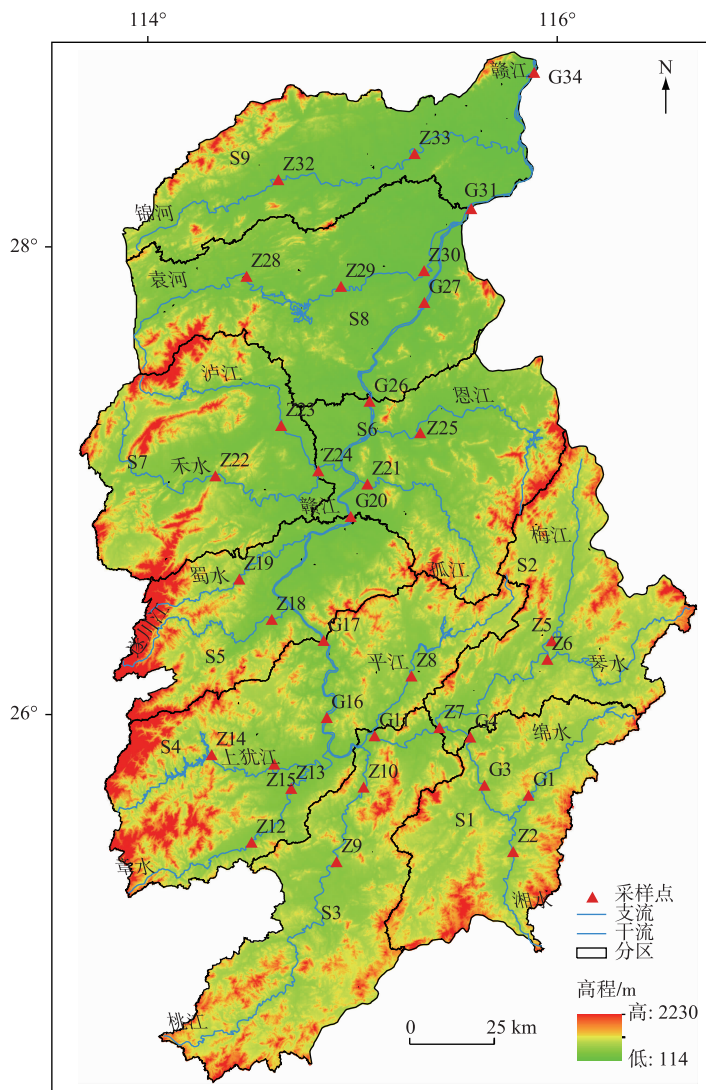 114°
116°
赣江
G34
N
Z33
S9
Z32
G31
锦河
28°
袁河
Z28
Z29
Z30
G27
S8
泸江
G26
恩江
Z23
S6
Z25
S7
Z24
禾水
Z22
Z21
赣江
G20
梅江
孤江
S2
蜀水
Z19
遂川江
Z18
G17
Z5
Z6
S5
平江
Z8
琴水
26°
G16
Z7
G4
绵水
S4
Z14
G11
上犹江
Z13
Z15
Z10
G3
G1
S1
Z12
Z2
章水
Z9
湘水
S3
桃江
采样点
支流
干流
分区
高程/m
高: 2230
低: 114
0 25 km